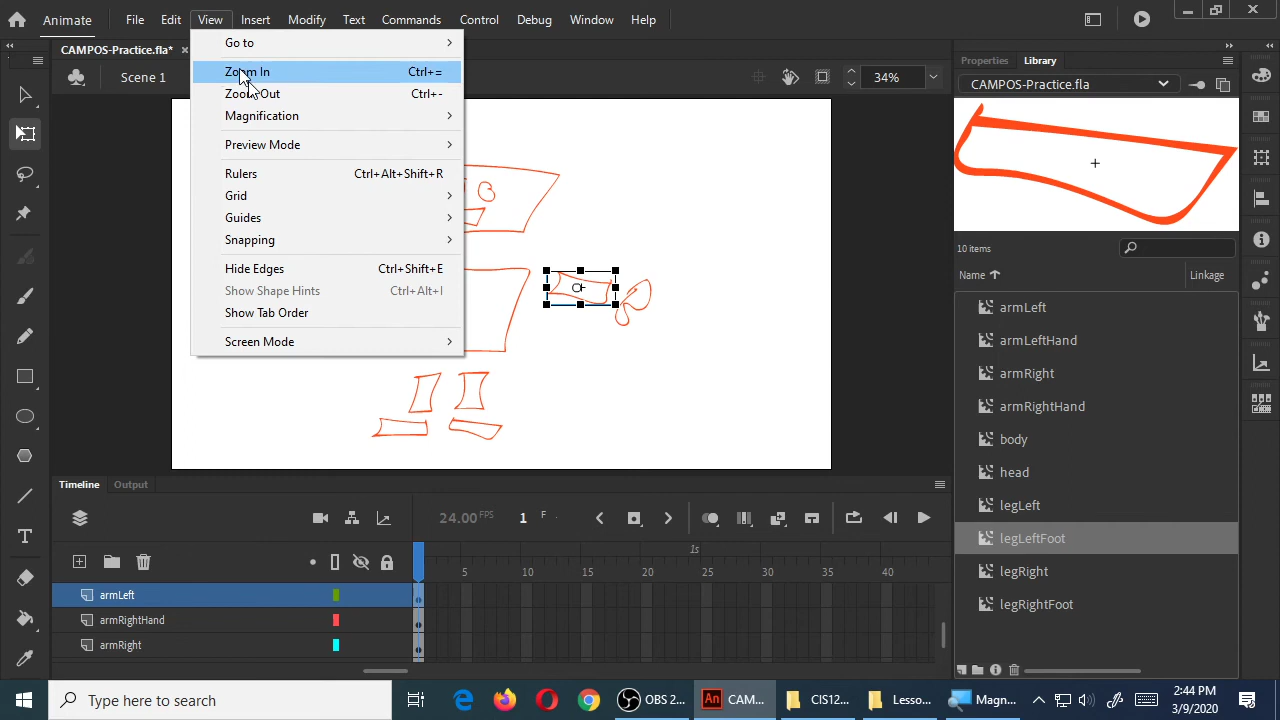 Animate File Edit View Insert Modify Text Commands Control Debug Window Help
CAMPOS-Practice.fla*
Scene 1
34%
Go to
Zoom In Ctrl+=
Zoom Out Ctrl+-
Magnification
Preview Mode
Rulers Ctrl+Alt+Shift+R
Grid
Guides
Snapping
Hide Edges Ctrl+Shift+E
Show Shape Hints Ctrl+Alt+I
Show Tab Order
Screen Mode
Properties Library
CAMPOS-Practice.fla
10 items
Name Linkage
armLeft
armLeftHand
armRight
armRightHand
body
head
legLeft
legLeftFoot
legRight
legRightFoot
Timeline Output
24.00 FPS 1 F
1s
5 10 15 20 25 30 35 40
armLeft
armRightHand
armRight
Type here to search
OBS 2...
An CAM...
CIS12...
Lesso...
Magn...
2:44 PM
3/9/2020